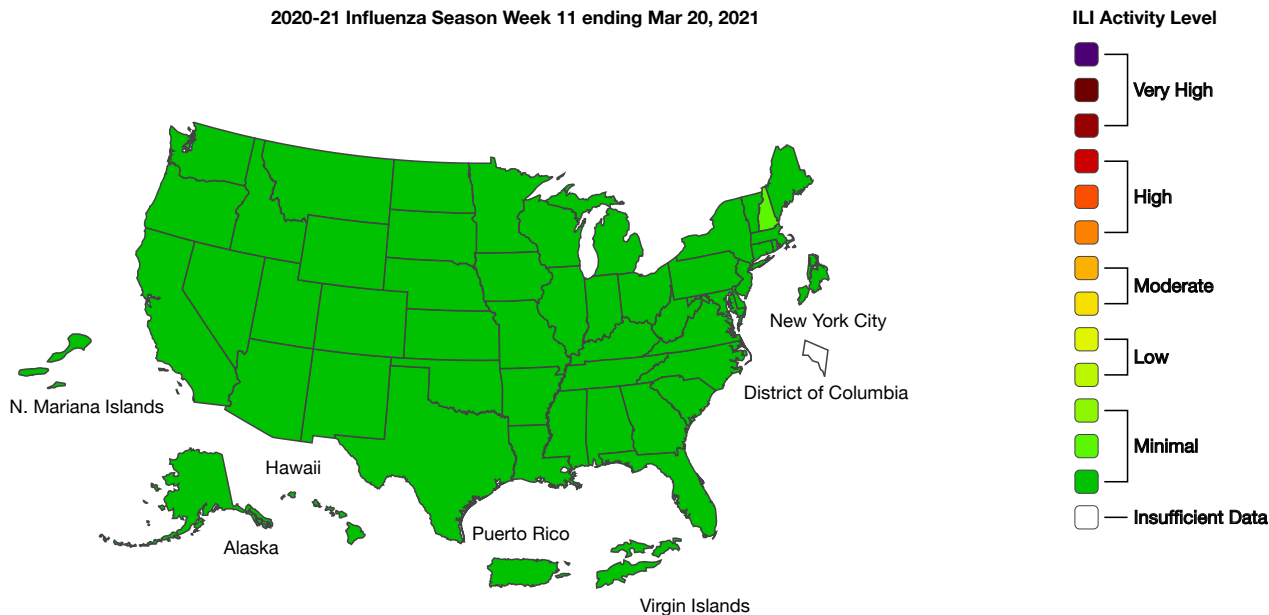 2020-21 Influenza Season Week 11 ending Mar 20, 2021
ILI Activity Level
Very High
High
Moderate
Low
Minimal
Insufficient Data
New York City
District of Columbia
N. Mariana Islands
Hawaii
Alaska
Puerto Rico
Virgin Islands